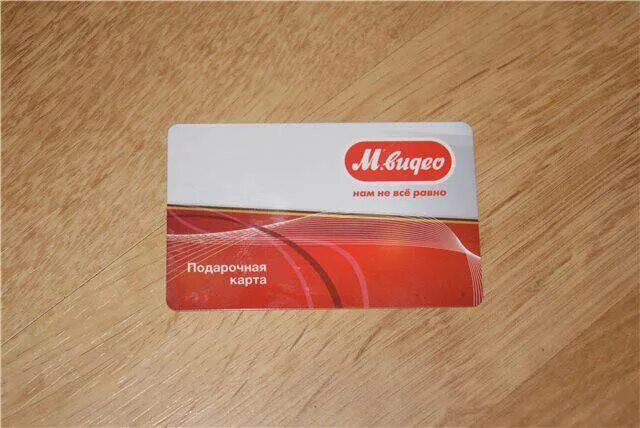 М.видео
нам не всё равно
Подарочная
карта